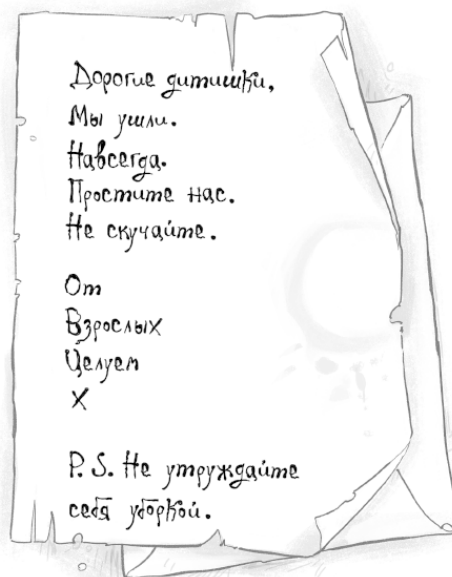 Дорогие дитишки,
Мы ушли.
Навсегда.
Простите нас.
Не скучайте.
От
Взрослых
Целуем
X
P.S. Не утруждайте
себя уборкой.